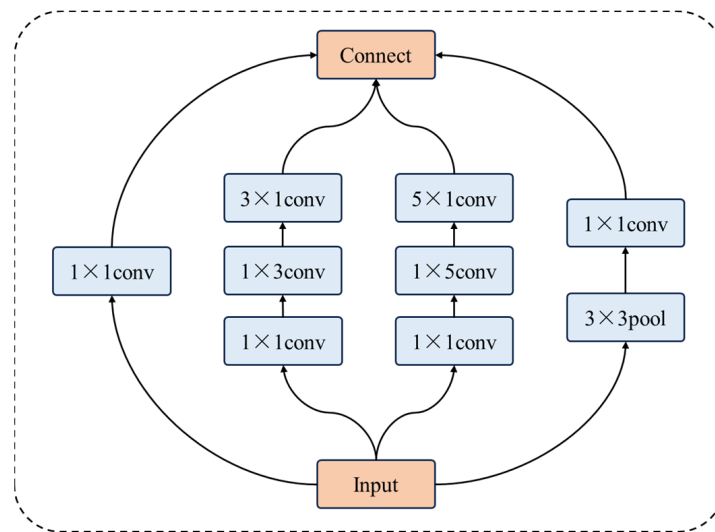 Connect
3×1conv
5×1conv
1×1conv
1×1conv
1×3conv
1×5conv
3×3pool
1×1conv
1×1conv
Input